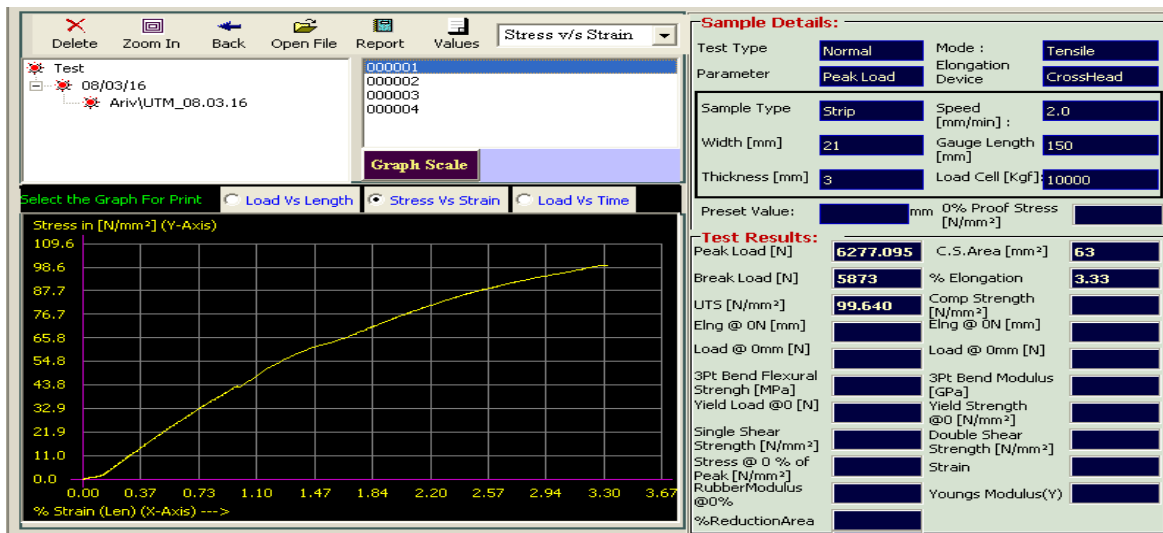 Delete Zoom In Back Open File Report Values Stress v/s Strain
Test
08/03/16
Ariv\UTM_08.03.16
000001
000002
000003
000004
Graph Scale
Select the Graph For Print Load Vs Length Stress Vs Strain Load Vs Time
Stress in [N/mm²] (Y-Axis)
109.6
98.6
87.7
76.7
65.8
54.8
43.8
32.9
21.9
11.0
0.0
0.00 0.37 0.73 1.10 1.47 1.84 2.20 2.57 2.94 3.30 3.67
% Strain (Len) (X-Axis) --->
Sample Details:
Test Type Normal Mode : Tensile
Parameter Peak Load Elongation Device CrossHead
Sample Type Strip Speed [mm/min] : 2.0
Width [mm] 21 Gauge Length [mm] 150
Thickness [mm] 3 Load Cell [Kgf]: 10000
Preset Value: mm 0% Proof Stress [N/mm²]
Test Results:
Peak Load [N] 6277.095 C.S.Area [mm²] 63
Break Load [N] 5873 % Elongation 3.33
UTS [N/mm²] 99.640 Comp Strength [N/mm²]
Elng @ 0N [mm] Elng @ 0N [mm]
Load @ 0mm [N] Load @ 0mm [N]
3Pt Bend Flexural Strengh [MPa] 3Pt Bend Modulus [GPa]
Yield Load @0 [N] Yield Strength @0 [N/mm²]
Single Shear Strength [N/mm²] Double Shear Strength [N/mm²]
Stress @ 0 % of Peak [N/mm²] Strain
RubberModulus @0% Youngs Modulus(Y)
%ReductionArea